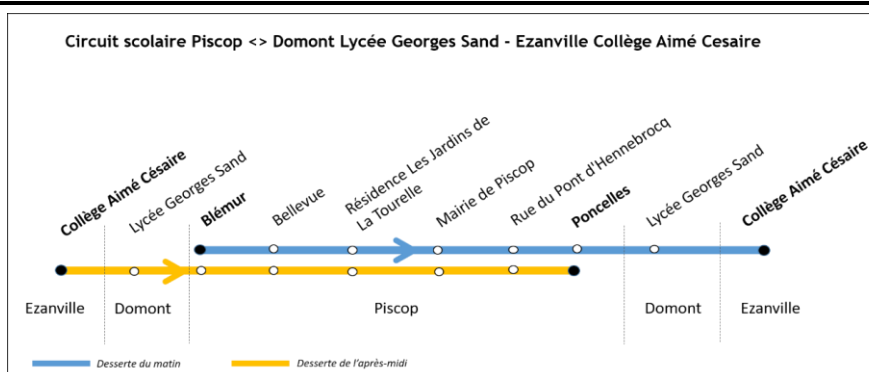 Circuit scolaire Piscop <> Domont Lycée Georges Sand - Ezanville Collège Aimé Cesaire
Collège Aimé Césaire
Lycée Georges Sand
Blémur
Bellevue
Résidence Les Jardins de
La Tourelle
Mairie de Piscop
Rue du Pont d'Hennebrocq
Poncelles
Lycée Georges Sand
Collège Aimé Césaire
Ezanville
Domont
Piscop
Domont
Ezanville
Desserte du matin
Desserte de l'après-midi